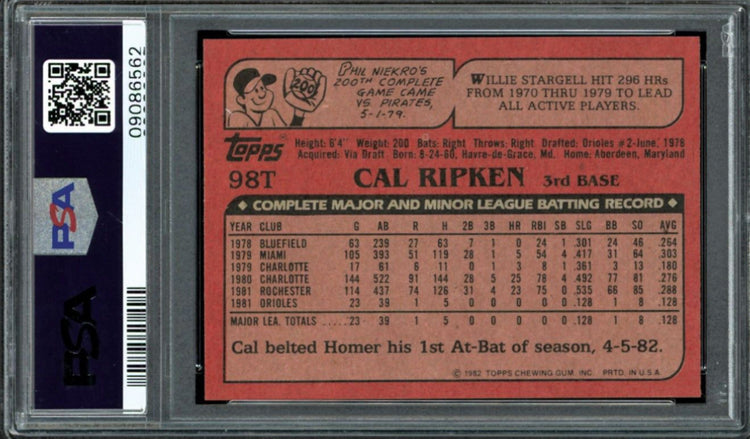 09086562
PSA
PSA
PHIL NIEKRO'S
200TH COMPLETE
GAME CAME
VS. PIRATES,
5-1-79.
200
WILLIE STARGELL HIT 296 HRs
FROM 1970 THRU 1979 TO LEAD
ALL ACTIVE PLAYERS.
TOPPS
Height: 6'4" Weight: 200 Bats: Right Throws: Right Drafted: Orioles #2-June, 1978
Acquired: Via Draft Born: 8-24-60, Havre-de-Grace, Md. Home: Aberdeen, Maryland
98T CAL RIPKEN 3rd BASE
◆ COMPLETE MAJOR AND MINOR LEAGUE BATTING RECORD ◆
YEAR CLUB G AB R H 2B 3B HR RBI SB SLG BB SO AVG
1978 BLUEFIELD 63 239 27 63 7 1 0 24 1 .301 24 46 .264
1979 MIAMI 105 393 51 119 28 1 5 54 4 .417 31 64 .303
1979 CHARLOTTE 17 61 6 11 0 1 3 8 1 .361 3 13 .180
1980 CHARLOTTE 144 522 91 144 28 5 25 78 4 .492 77 81 .276
1981 ROCHESTER 114 437 74 126 31 4 23 75 0 .535 66 85 .288
1981 ORIOLES 23 39 1 5 0 0 0 0 0 .128 1 8 .128
MAJOR LEA. TOTALS 23 39 1 5 0 0 0 0 0 .128 1 8 .128
Cal belted Homer his 1st At-Bat of season, 4-5-82.
© 1982 TOPPS CHEWING GUM, INC. PRTD. IN U.S.A.